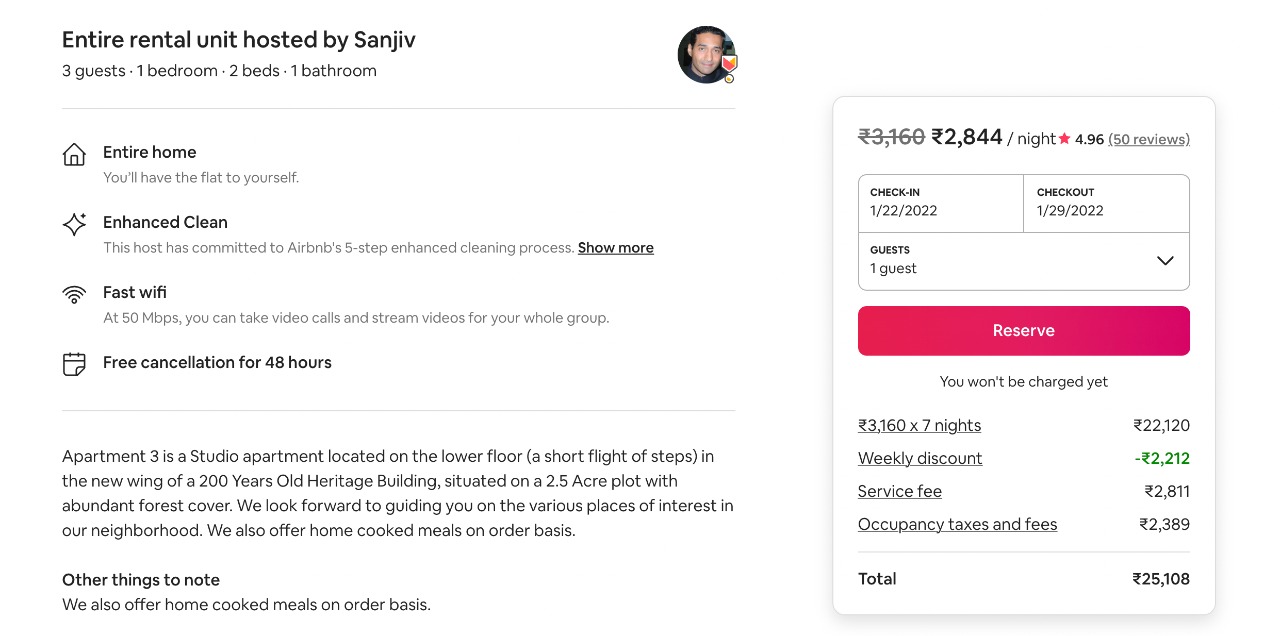 Entire rental unit hosted by Sanjiv
3 guests · 1 bedroom · 2 beds · 1 bathroom
Entire home
You'll have the flat to yourself.
Enhanced Clean
This host has committed to Airbnb's 5-step enhanced cleaning process. Show more
Fast wifi
At 50 Mbps, you can take video calls and stream videos for your whole group.
Free cancellation for 48 hours
Apartment 3 is a Studio apartment located on the lower floor (a short flight of steps) in
the new wing of a 200 Years Old Heritage Building, situated on a 2.5 Acre plot with
abundant forest cover. We look forward to guiding you on the various places of interest in
our neighborhood. We also offer home cooked meals on order basis.
Other things to note
We also offer home cooked meals on order basis.
₹3,160 ₹2,844 / night 4.96 (50 reviews)
CHECK-IN
1/22/2022
CHECKOUT
1/29/2022
GUESTS
1 guest
Reserve
You won't be charged yet
₹3,160 x 7 nights ₹22,120
Weekly discount -₹2,212
Service fee ₹2,811
Occupancy taxes and fees ₹2,389
Total ₹25,108